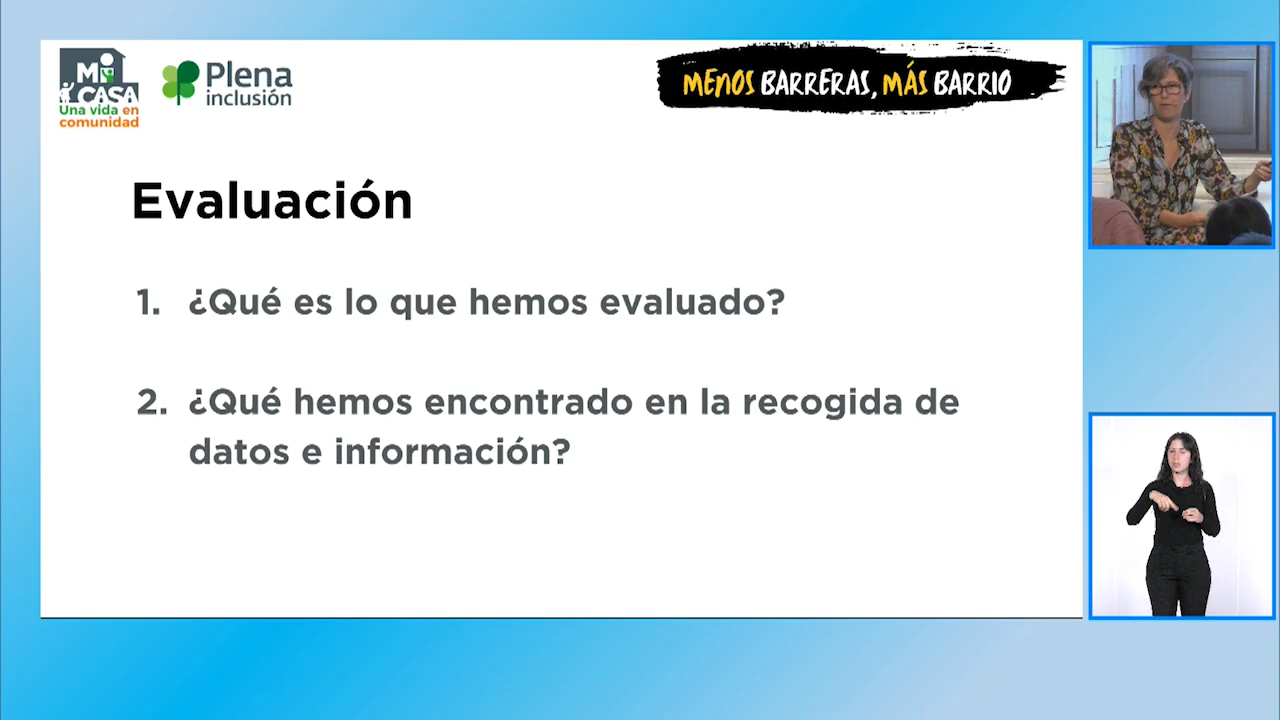 Mi
CASA
Una vida en
comunidad
Plena
inclusión
MENOS BARRERAS, MÁS BARRIO
Evaluación
1. ¿Qué es lo que hemos evaluado?
2. ¿Qué hemos encontrado en la recogida de
datos e información?